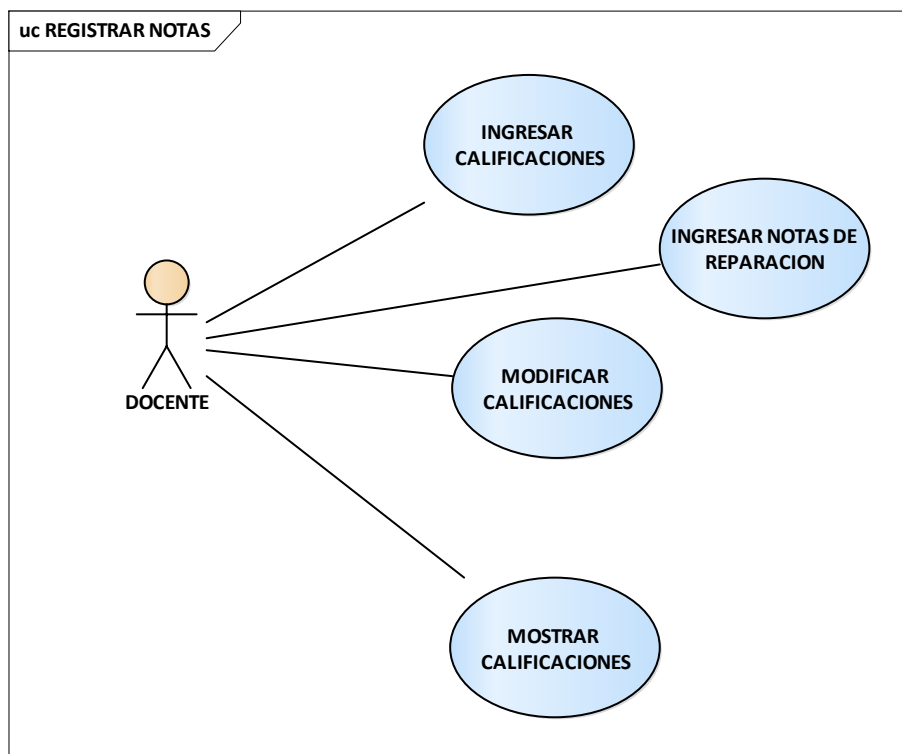 uc REGISTRAR NOTAS
INGRESAR
CALIFICACIONES
INGRESAR NOTAS DE
REPARACION
DOCENTE
MODIFICAR
CALIFICACIONES
MOSTRAR
CALIFICACIONES